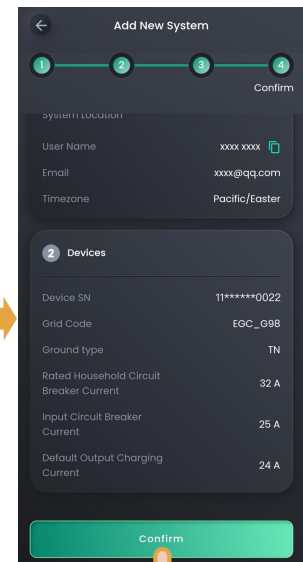 Add New System
1 2 3 4
Confirm
System Location
User Name xxxx xxxx
Email xxxx@qq.com
Timezone Pacific/Easter
2 Devices
Device SN 11******0022
Grid Code EGC_G98
Ground type TN
Rated Household Circuit
Breaker Current 32 A
Input Circuit Breaker
Current 25 A
Default Output Charging
Current 24 A
Confirm